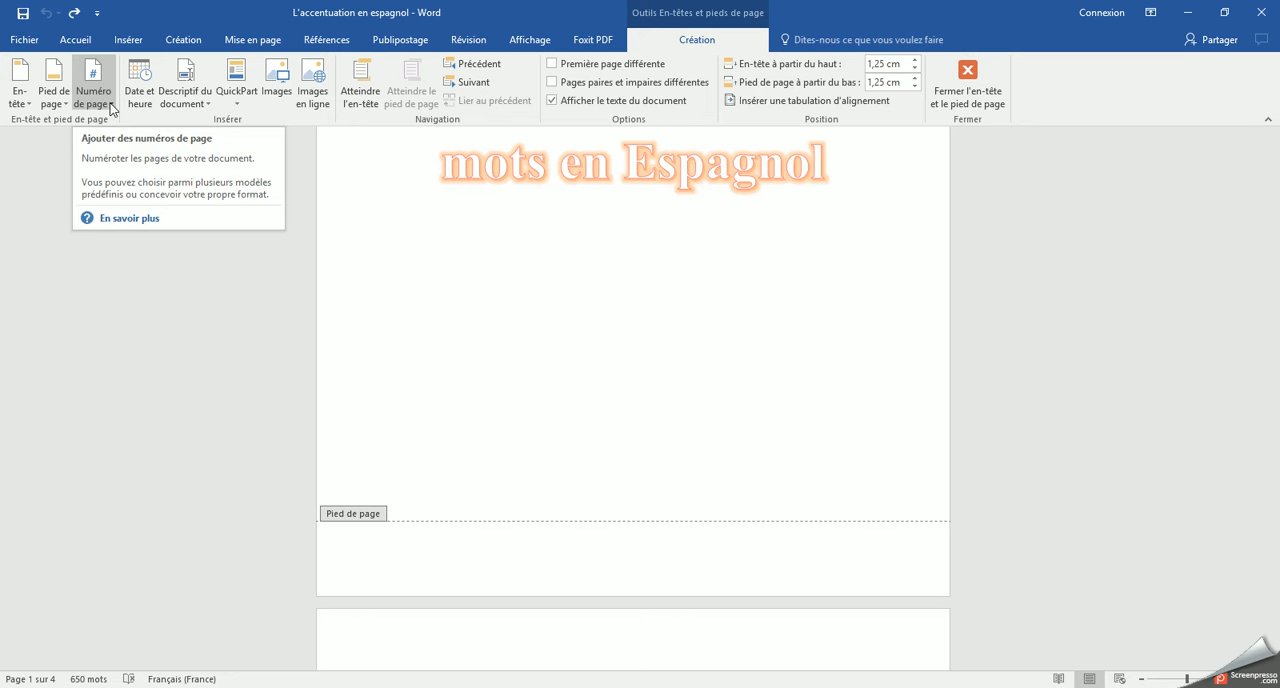 L'accentuation en espagnol - Word
Outils En-têtes et pieds de page
Connexion
Fichier Accueil Insérer Création Mise en page Références Publipostage Révision Affichage Foxit PDF Création Dites-nous ce que vous voulez faire Partager
En-tête
Pied de page
Numéro de page
En-tête et pied de page
Date et heure
Descriptif du document
QuickPart
Images
Images en ligne
Insérer
Atteindre l'en-tête
Atteindre le pied de page
Précédent
Suivant
Lier au précédent
Navigation
Première page différente
Pages paires et impaires différentes
Afficher le texte du document
Options
En-tête à partir du haut : 1,25 cm
Pied de page à partir du bas : 1,25 cm
Insérer une tabulation d'alignement
Position
Fermer l'en-tête
et le pied de page
Fermer
Ajouter des numéros de page
Numéroter les pages de votre document.
Vous pouvez choisir parmi plusieurs modèles
prédéfinis ou concevoir votre propre format.
? En savoir plus
mots en Espagnol
Pied de page
Page 1 sur 4 650 mots Français (France)
Screenpresso
.com